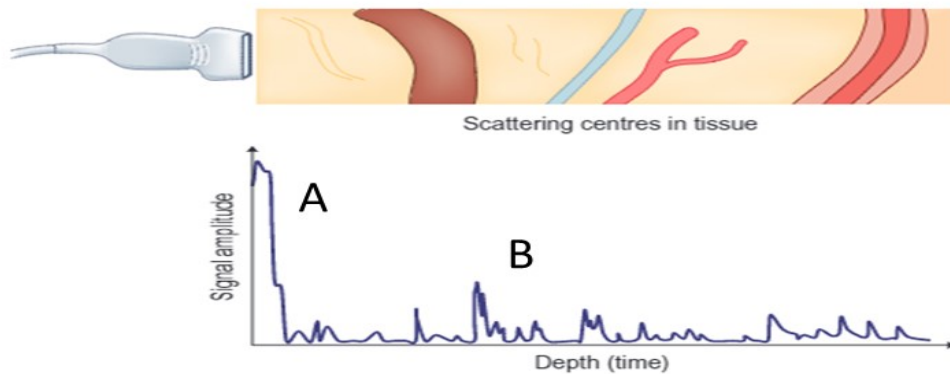 Scattering centres in tissue
A
Signal amplitude
B
Depth (time)